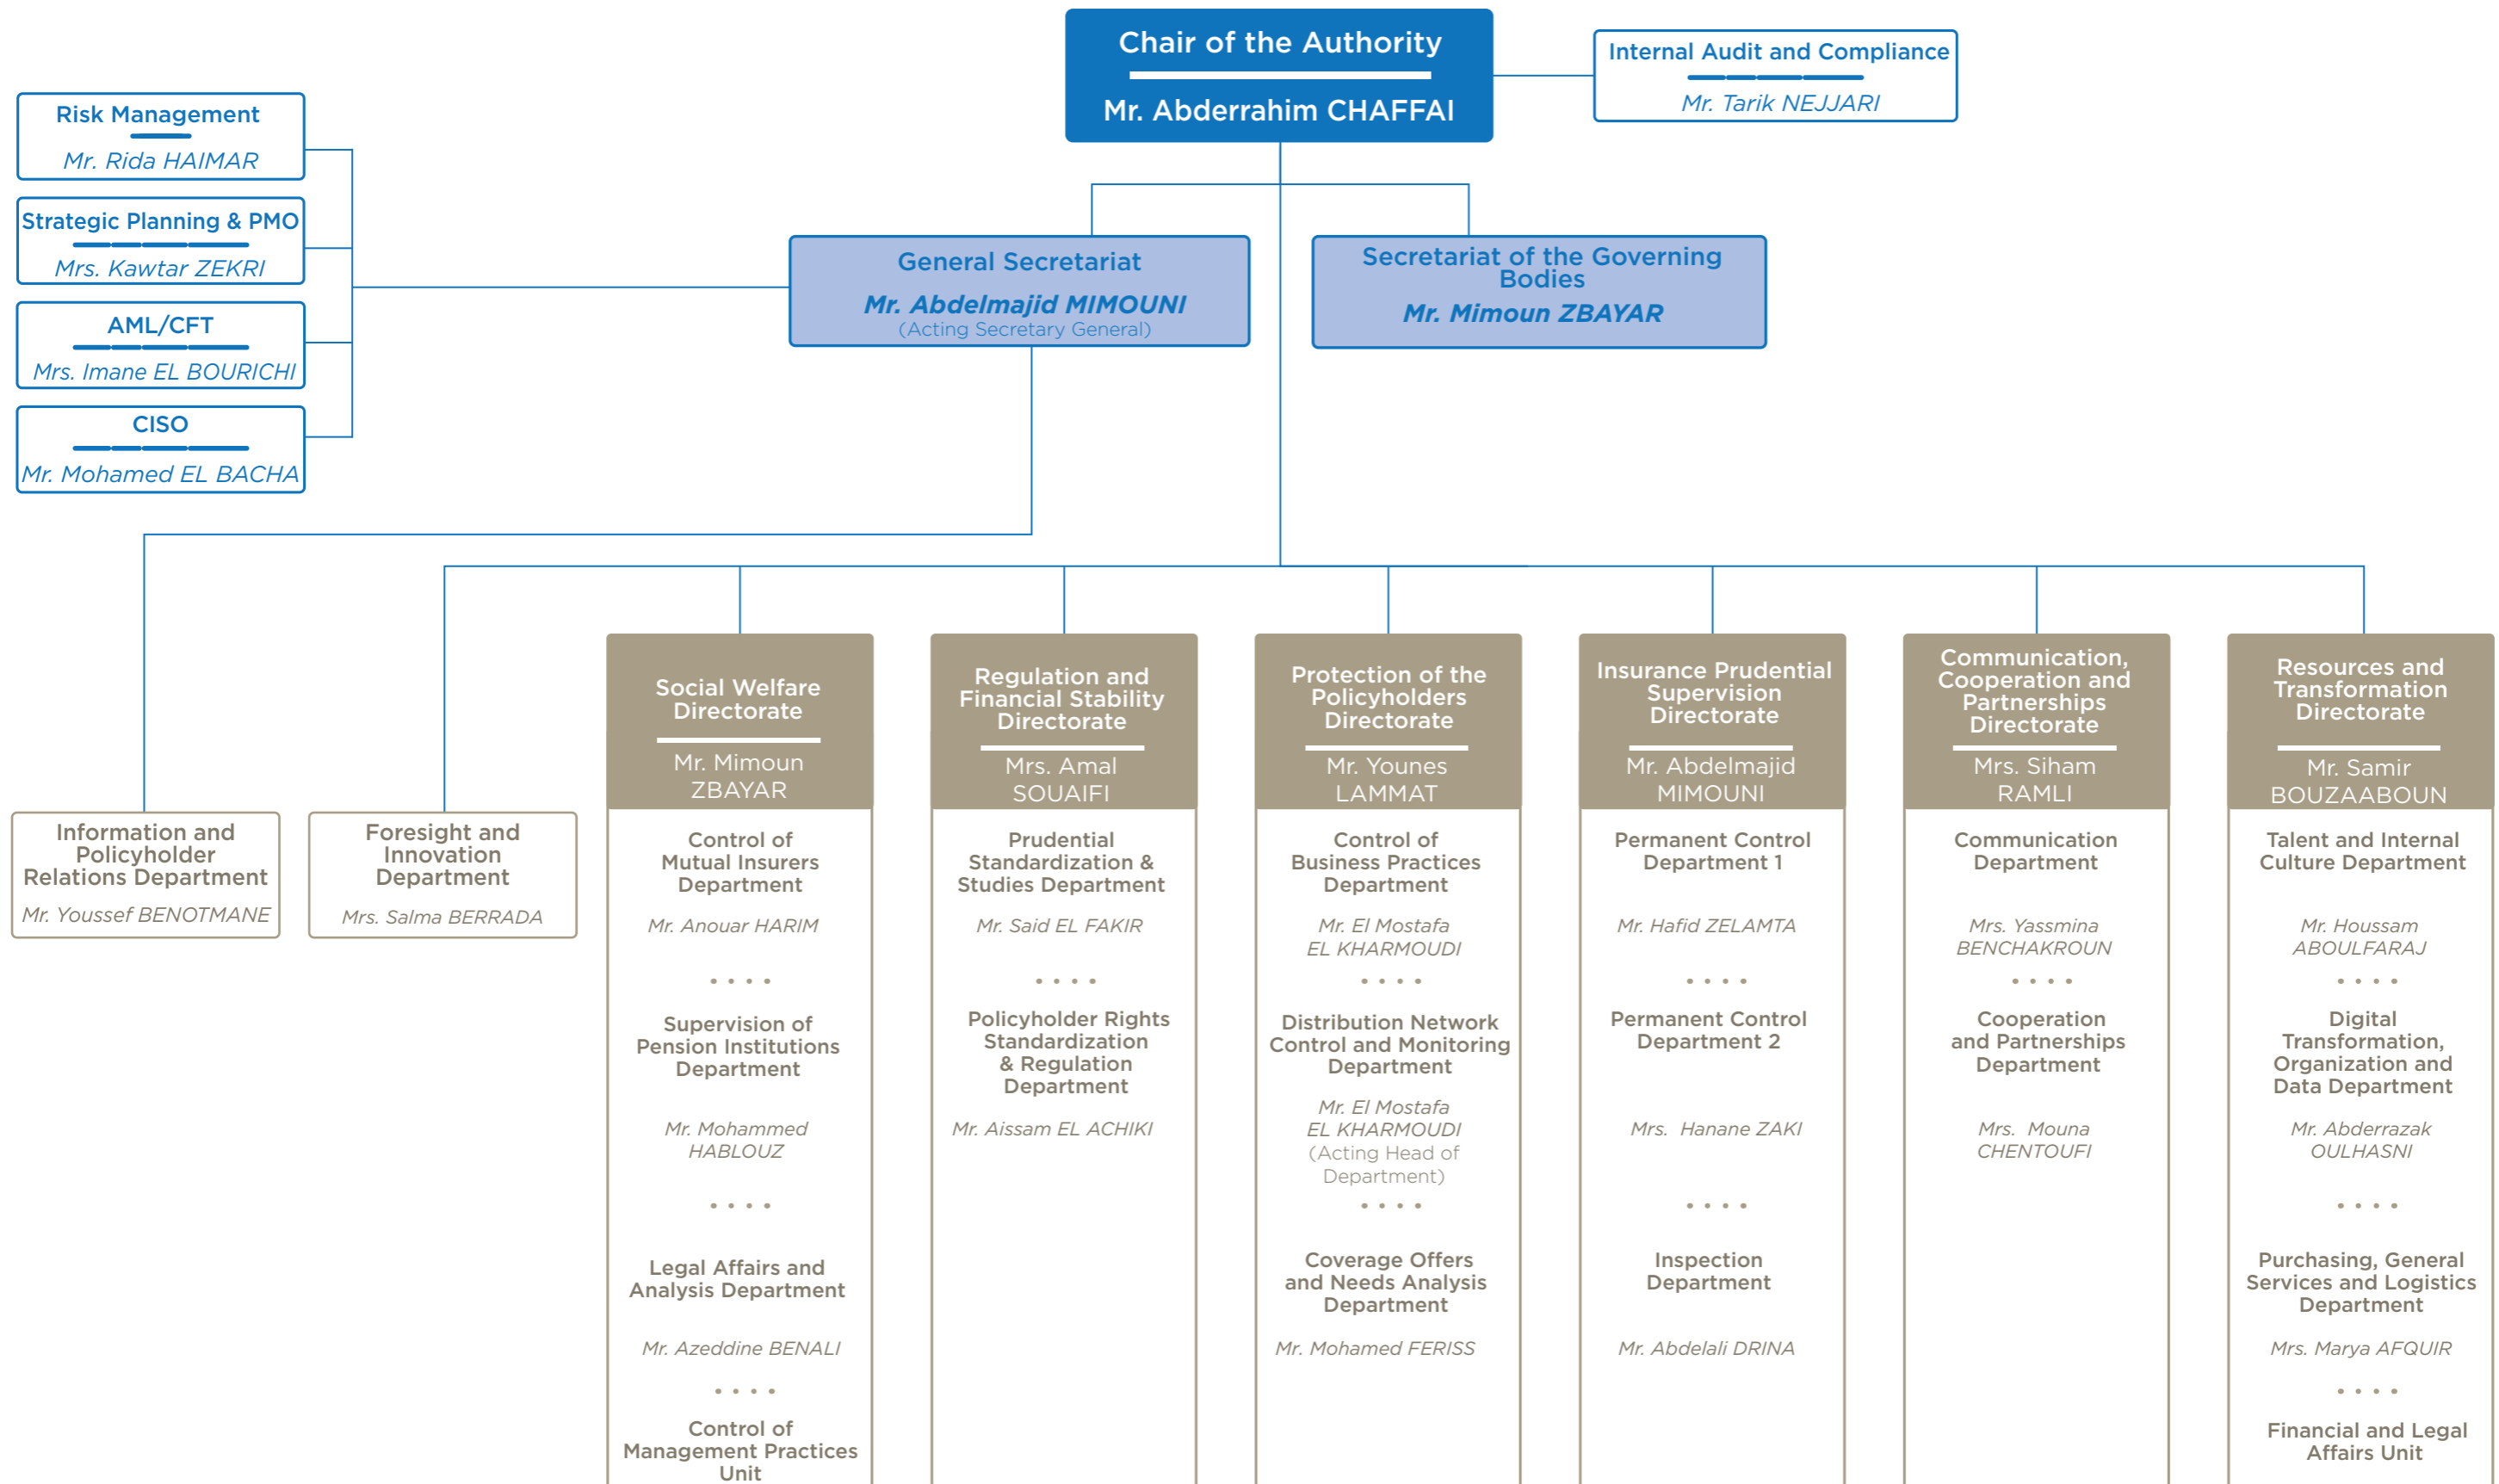 Chair of the Authority
Mr. Abderrahim CHAFFAI
Internal Audit and Compliance
Mr. Tarik NEJJARI
Risk Management
Mr. Rida HAIMAR
Strategic Planning & PMO
Mrs. Kawtar ZEKRI
AML/CFT
Mrs. Imane EL BOURICHI
CISO
Mr. Mohamed EL BACHA
General Secretariat
Mr. Abdelmajid MIMOUNI
(Acting Secretary General)
Secretariat of the Governing
Bodies
Mr. Mimoun ZBAYAR
Information and
Policyholder
Relations Department
Mr. Youssef BENOTMANE
Foresight and
Innovation
Department
Mrs. Salma BERRADA
Social Welfare
Directorate
Mr. Mimoun
ZBAYAR
Control of
Mutual Insurers
Department
Mr. Anouar HARIM
Supervision of
Pension Institutions
Department
Mr. Mohammed
HABLOUZ
Legal Affairs and
Analysis Department
Mr. Azeddine BENALI
Control of
Management Practices
Unit
Regulation and
Financial Stability
Directorate
Mrs. Amal
SOUAIFI
Prudential
Standardization &
Studies Department
Mr. Said EL FAKIR
Policyholder Rights
Standardization
& Regulation
Department
Mr. Aissam EL ACHIKI
Protection of the
Policyholders
Directorate
Mr. Younes
LAMMAT
Control of
Business Practices
Department
Mr. El Mostafa
EL KHARMOUDI
Distribution Network
Control and Monitoring
Department
Mr. El Mostafa
EL KHARMOUDI
(Acting Head of
Department)
Coverage Offers
and Needs Analysis
Department
Mr. Mohamed FERISS
Insurance Prudential
Supervision
Directorate
Mr. Abdelmajid
MIMOUNI
Permanent Control
Department 1
Mr. Hafid ZELAMTA
Permanent Control
Department 2
Mrs. Hanane ZAKI
Inspection
Department
Mr. Abdelali DRINA
Communication,
Cooperation and
Partnerships
Directorate
Mrs. Siham
RAMLI
Communication
Department
Mrs. Yassmina
BENCHAKROUN
Cooperation
and Partnerships
Department
Mrs. Mouna
CHENTOUFI
Resources and
Transformation
Directorate
Mr. Samir
BOUZAABOUN
Talent and Internal
Culture Department
Mr. Houssam
ABOULFARAJ
Digital
Transformation,
Organization and
Data Department
Mr. Abderrazak
OULHASNI
Purchasing, General
Services and Logistics
Department
Mrs. Marya AFQUIR
Financial and Legal
Affairs Unit